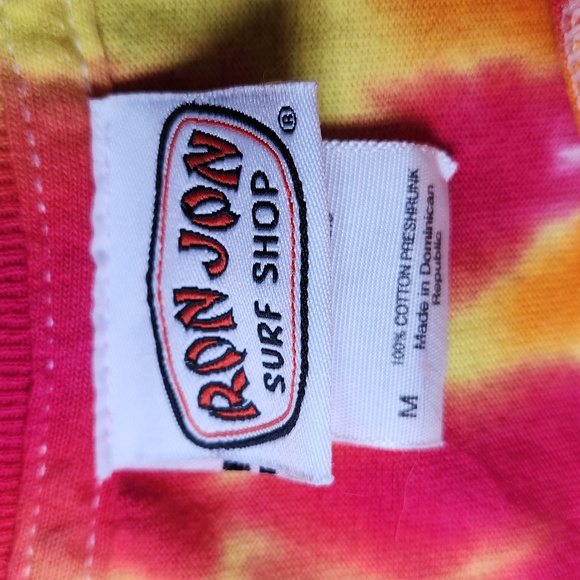 RON JON
SURF SHOP
®
M
100% COTTON PRESHRUNK
Made in Dominican
Republic